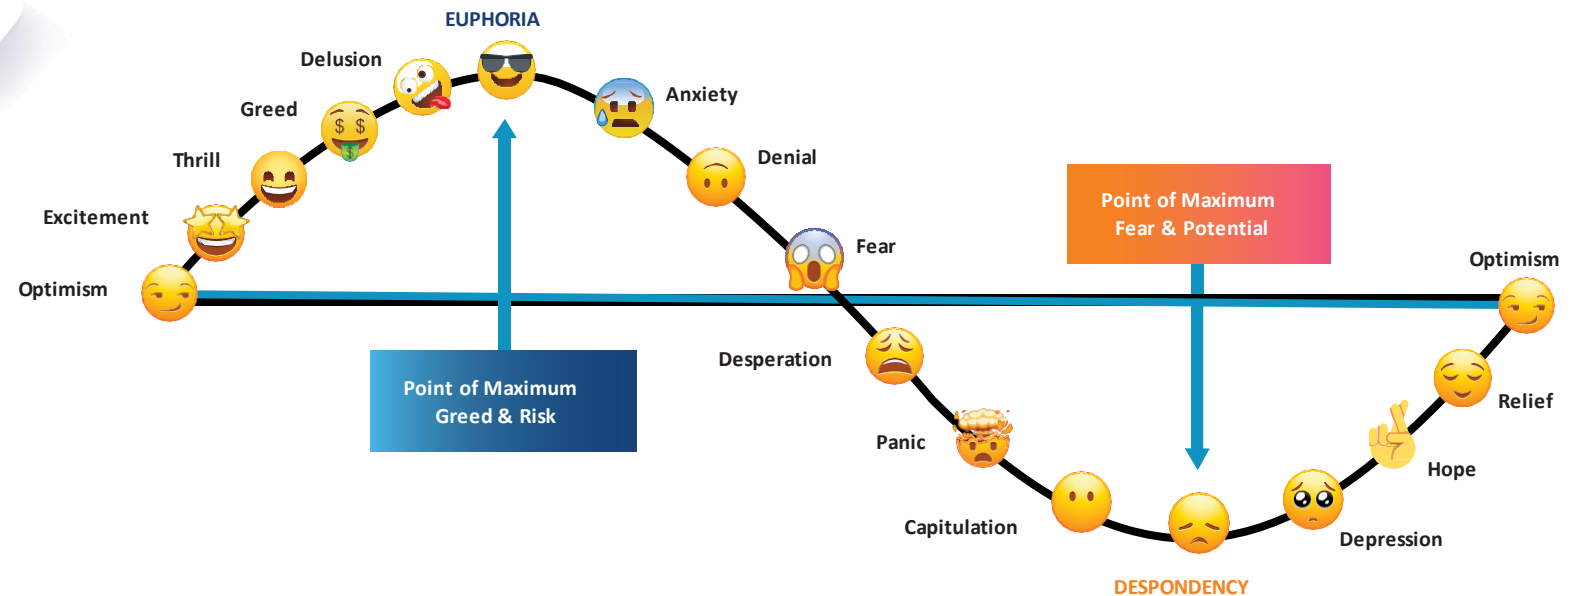 EUPHORIA
Delusion
Anxiety
Greed
Thrill
Denial
Excitement
Point of Maximum
Fear & Potential
Fear
Optimism
Optimism
Desperation
Point of Maximum
Greed & Risk
Relief
Panic
Hope
Capitulation
Depression
DESPONDENCY